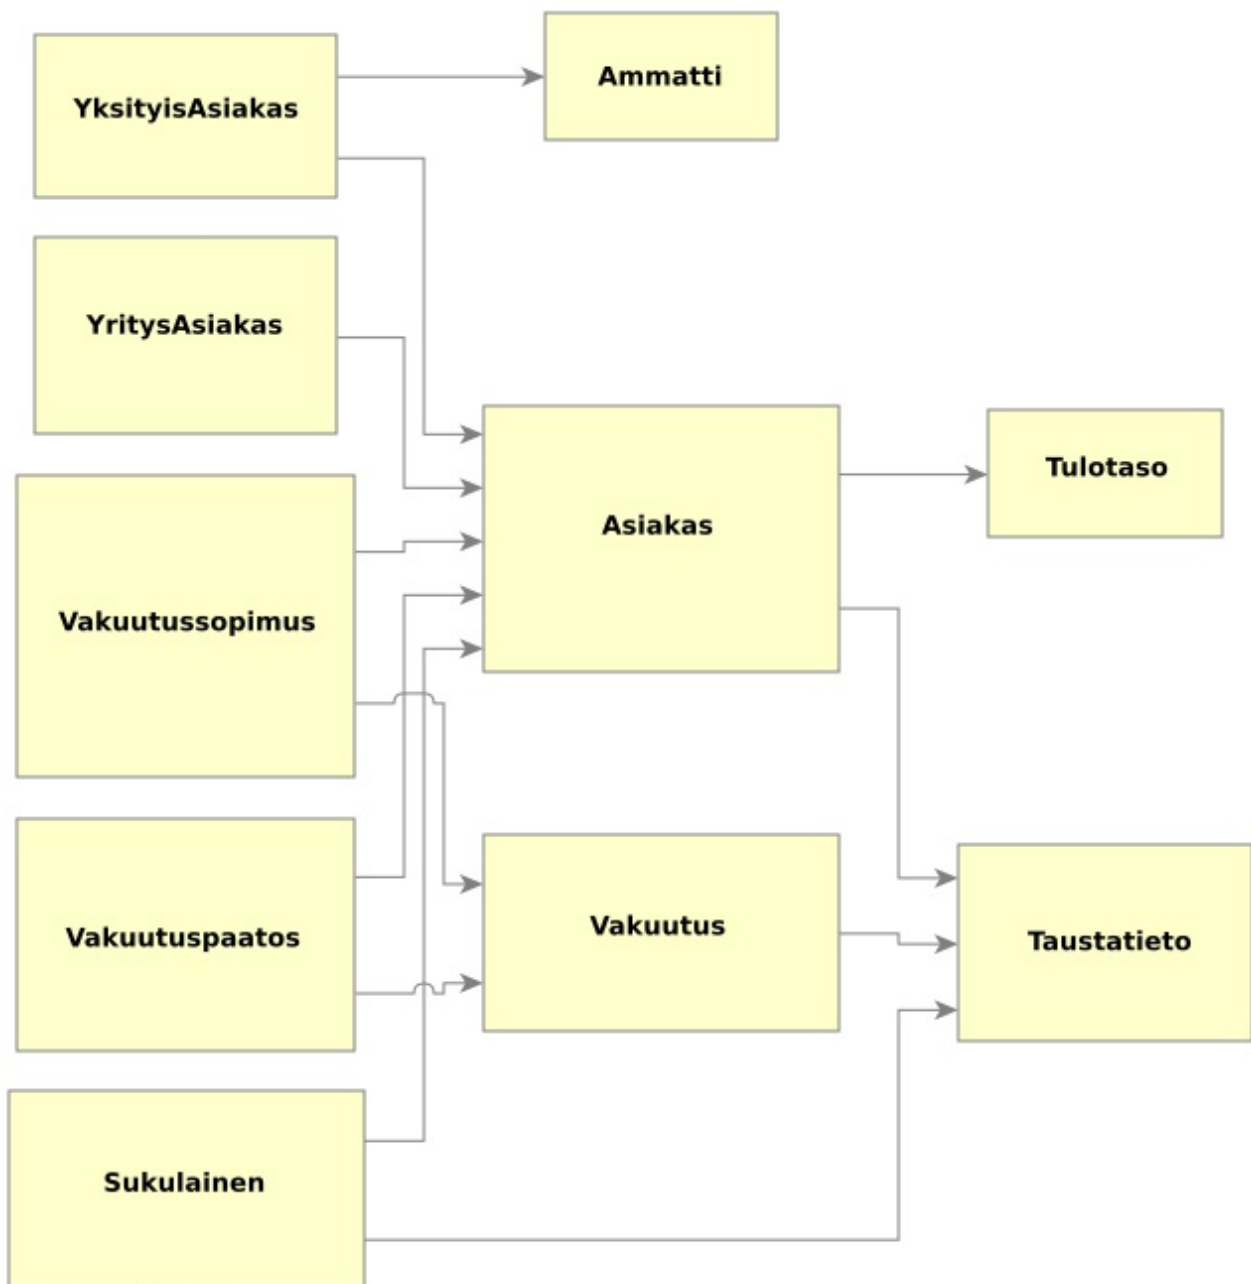 YksityisAsiakas
Ammatti
YritysAsiakas
Asiakas
Tulotaso
Vakuutussopimus
Vakuutuspaatos
Vakuutus
Taustatieto
Sukulainen